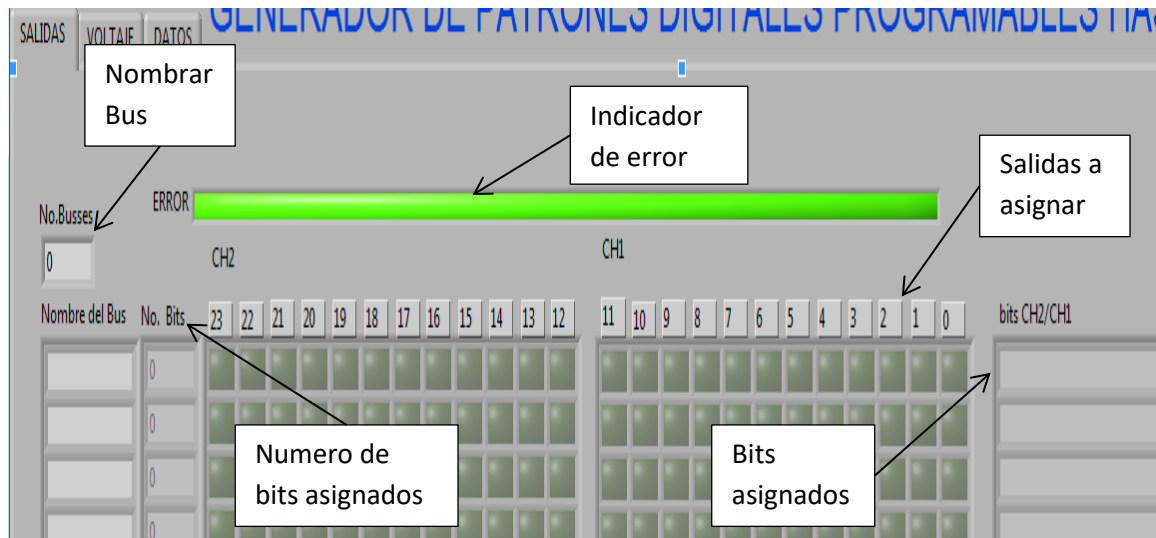 GENERADOR DE PATRONES DIGITALES PROGRAMABLES
SALIDAS VOLTAJE DATOS
Nombrar
Bus
Indicador
de error
Salidas a
asignar
ERROR
No.Busses
0
CH2 CH1
Nombre del Bus No. Bits 23 22 21 20 19 18 17 16 15 14 13 12 11 10 9 8 7 6 5 4 3 2 1 0 bits CH2/CH1
0
0
0
0
Numero de
bits asignados
Bits
asignados